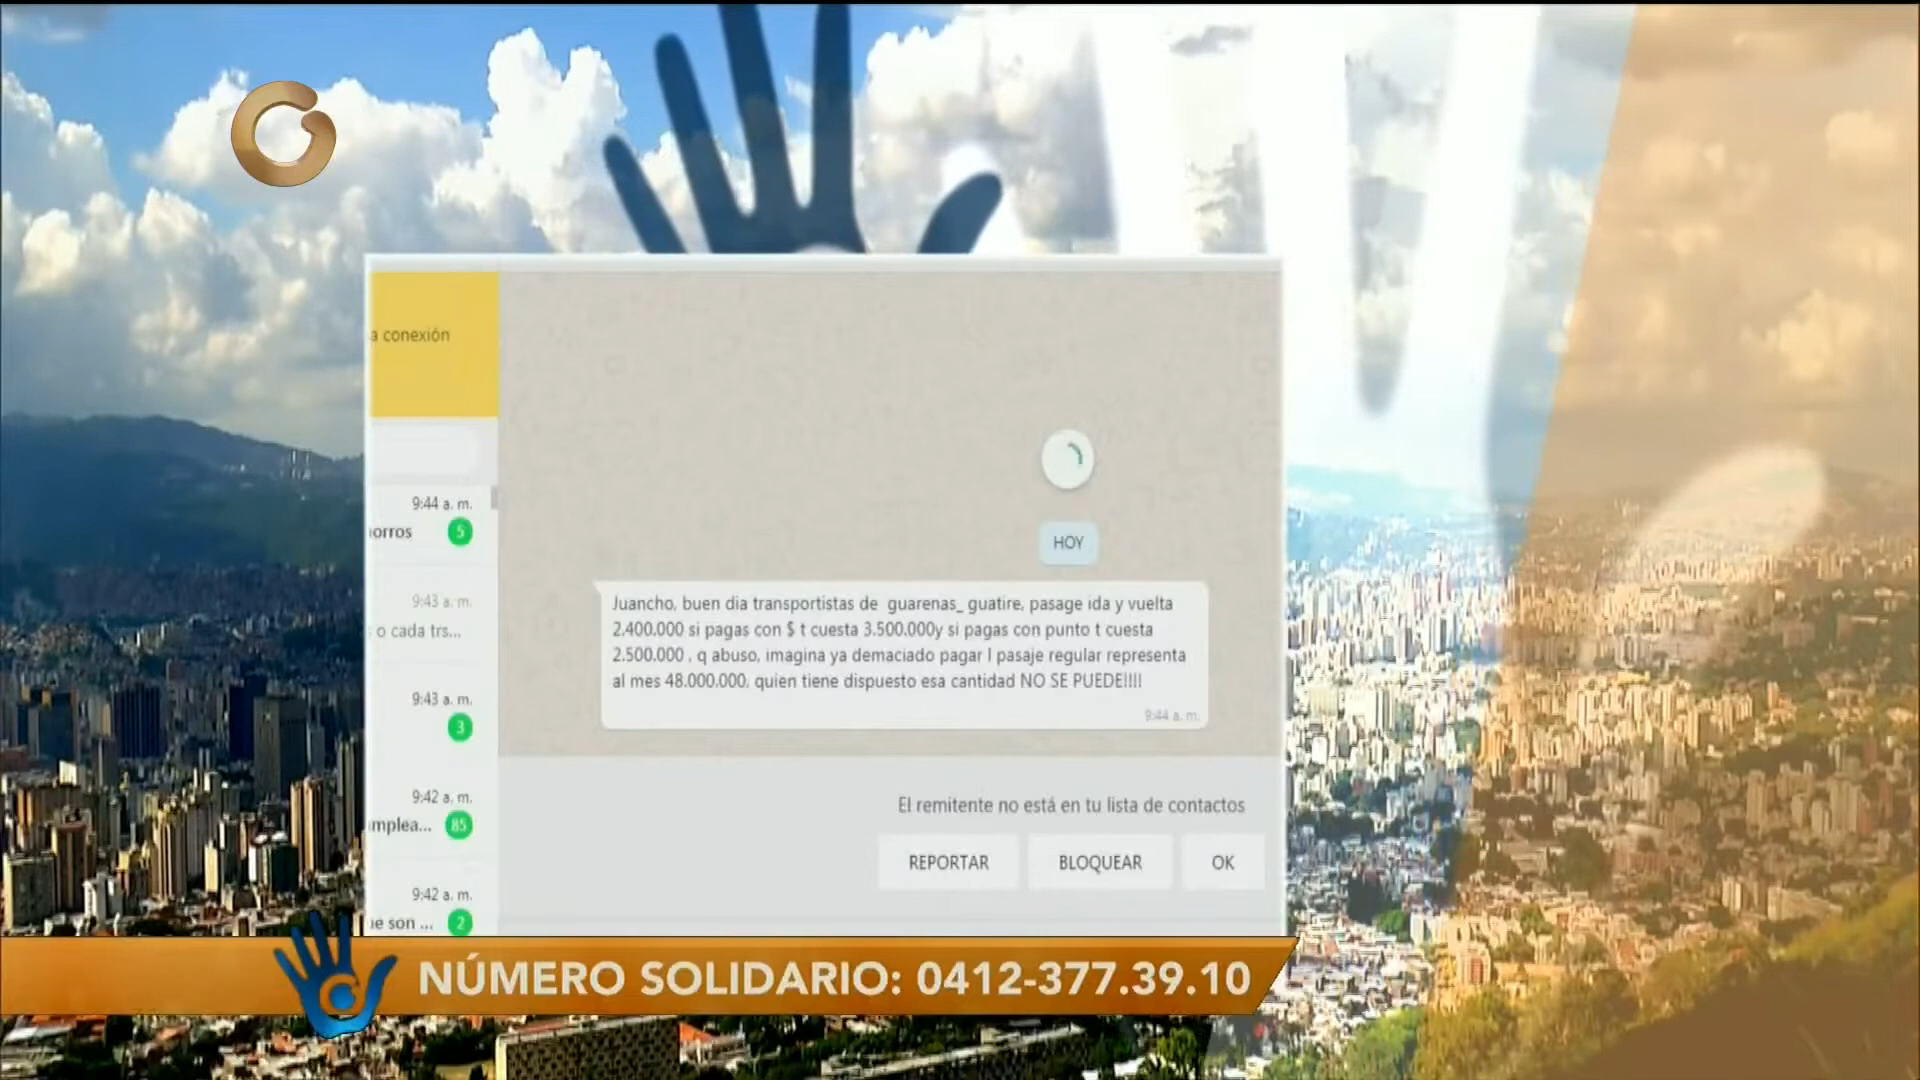 a conexión
9:44 a. m.
orros
5
9:43 a. m.
o cada trs...
9:43 a. m.
3
9:42 a. m.
mplea...
85
9:42 a. m.
ue son ...
2
HOY
Juancho, buen dia transportistas de guarenas_ guatire, pasage ida y vuelta
2.400.000 si pagas con $ t cuesta 3.500.000y si pagas con punto t cuesta
2.500.000 , q abuso, imagina ya demaciado pagar l pasaje regular representa
al mes 48.000.000, quien tiene dispuesto esa cantidad NO SE PUEDE!!!!
9:44 a. m.
El remitente no está en tu lista de contactos
REPORTAR BLOQUEAR OK
NÚMERO SOLIDARIO: 0412-377.39.10